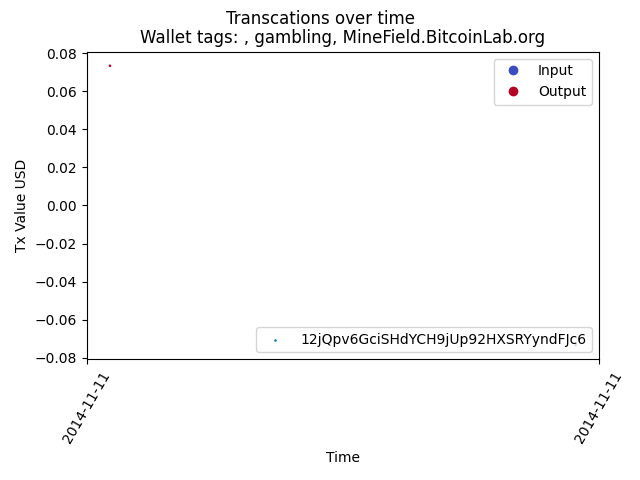 Transcations over time
Wallet tags: , gambling, MineField.BitcoinLab.org
0.08
0.06
0.04
0.02
0.00
−0.02
−0.04
−0.06
−0.08
Tx Value USD
Input
Output
12jQpv6GciSHdYCH9jUp92HXSRYyndFJc6
2014-11-11
2014-11-11
Time